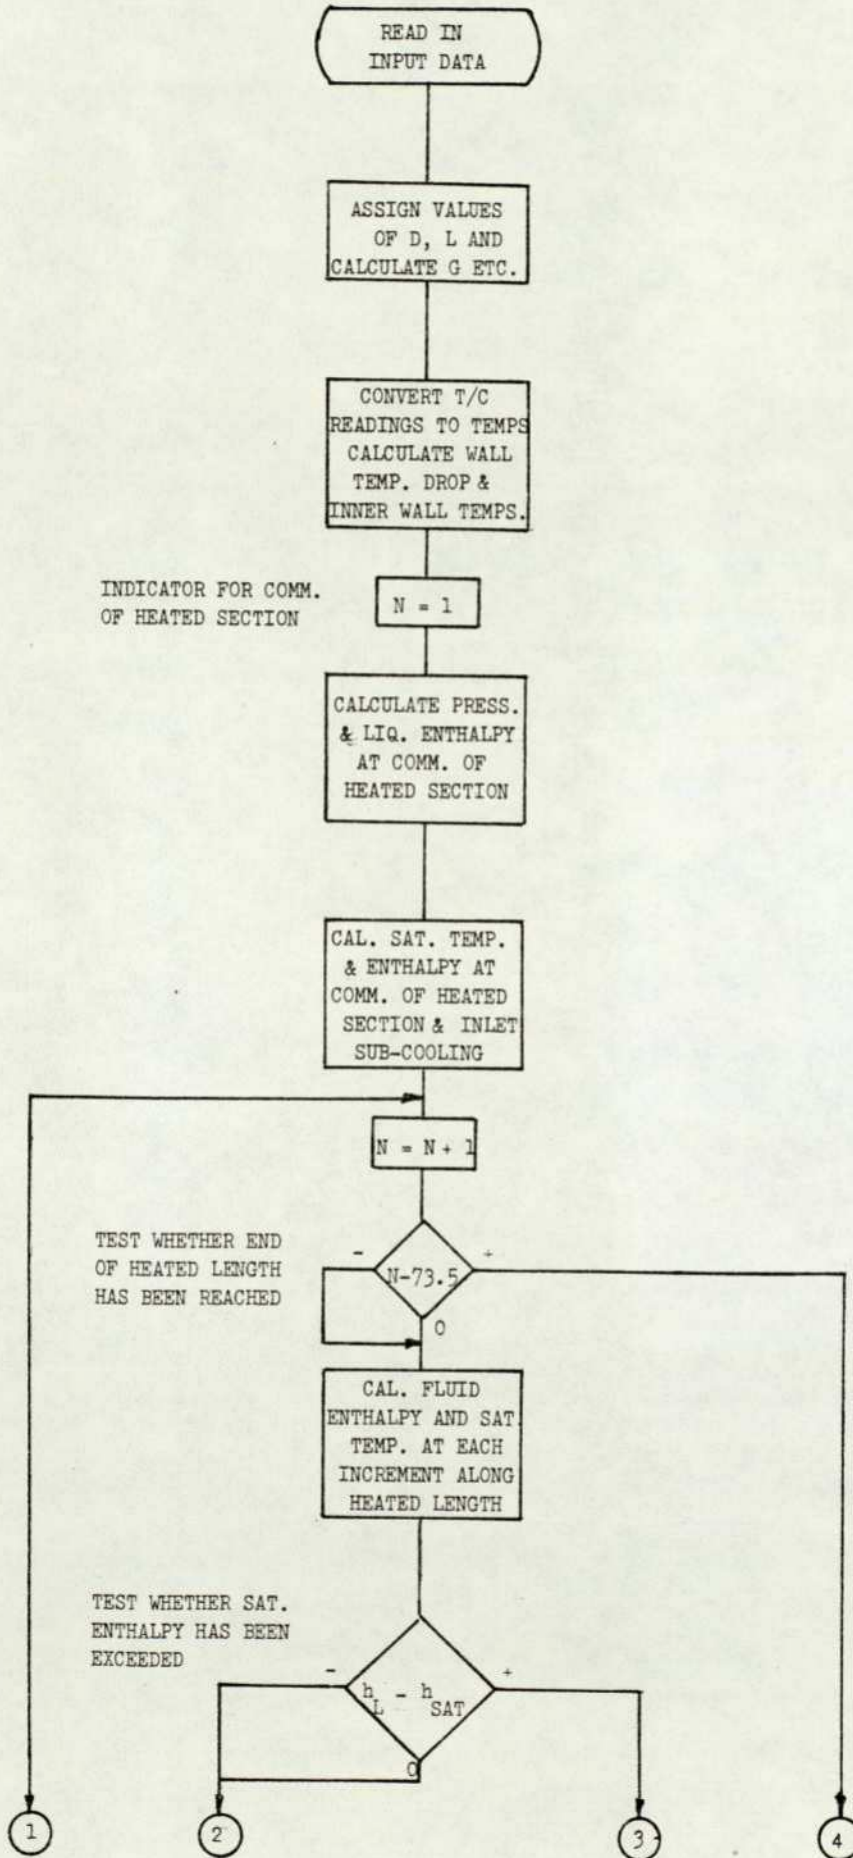 READ IN
INPUT DATA
ASSIGN VALUES
OF D, L AND
CALCULATE G ETC.
CONVERT T/C
READINGS TO TEMPS
CALCULATE WALL
TEMP. DROP &
INNER WALL TEMPS.
INDICATOR FOR COMM.
OF HEATED SECTION
N = 1
CALCULATE PRESS.
& LIQ. ENTHALPY
AT COMM. OF
HEATED SECTION
CAL. SAT. TEMP.
& ENTHALPY AT
COMM. OF HEATED
SECTION & INLET
SUB-COOLING
N = N + 1
TEST WHETHER END
OF HEATED LENGTH
HAS BEEN REACHED
-
+
N-73.5
0
CAL. FLUID
ENTHALPY AND SAT.
TEMP. AT EACH
INCREMENT ALONG
HEATED LENGTH
TEST WHETHER SAT.
ENTHALPY HAS BEEN
EXCEEDED
-
+
h_L - h_SAT
0
1
2
3
4